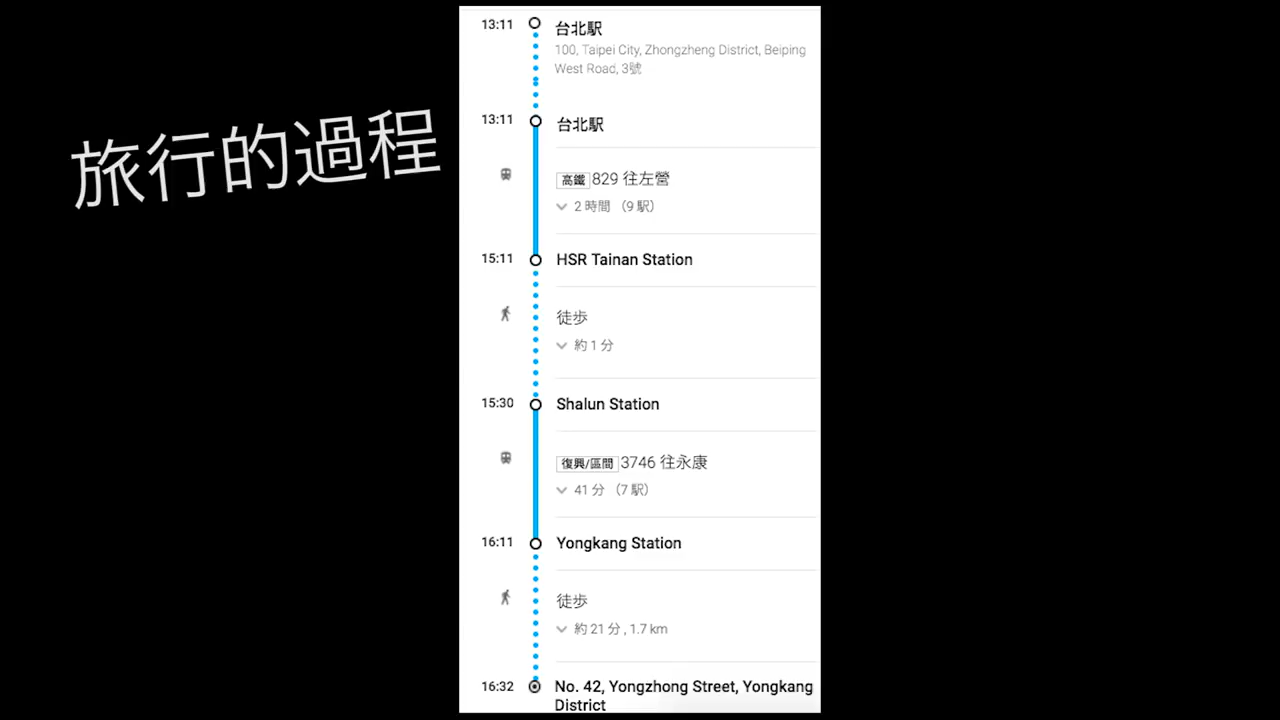 旅行的過程
13:11 台北駅
100, Taipei City, Zhongzheng District, Beiping
West Road, 3號
13:11 台北駅
高鐵 829 往左營
2 時間 (9 駅)
15:11 HSR Tainan Station
徒歩
約 1 分
15:30 Shalun Station
復興/區間 3746 往永康
41 分 (7 駅)
16:11 Yongkang Station
徒歩
約 21 分 , 1.7 km
16:32 No. 42, Yongzhong Street, Yongkang
District